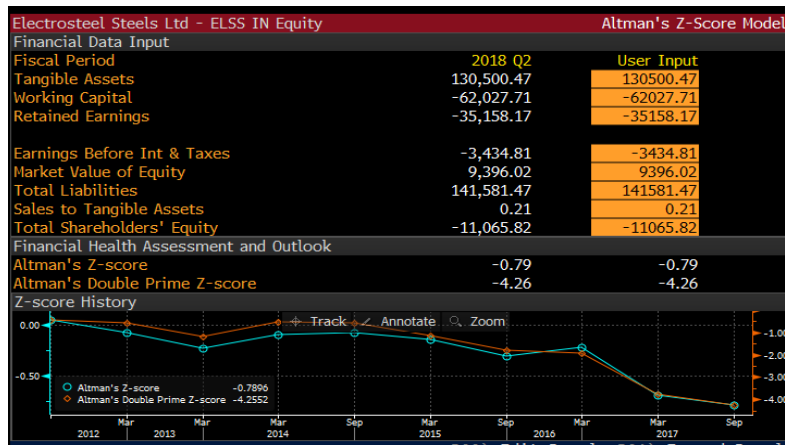 Electrosteel Steels Ltd - ELSS IN Equity Altman's Z-Score Model
Financial Data Input
Fiscal Period 2018 Q2 User Input
Tangible Assets 130,500.47 130500.47
Working Capital -62,027.71 -62027.71
Retained Earnings -35,158.17 -35158.17
Earnings Before Int & Taxes -3,434.81 -3434.81
Market Value of Equity 9,396.02 9396.02
Total Liabilities 141,581.47 141581.47
Sales to Tangible Assets 0.21 0.21
Total Shareholders' Equity -11,065.82 -11065.82
Financial Health Assessment and Outlook
Altman's Z-score -0.79 -0.79
Altman's Double Prime Z-score -4.26 -4.26
Z-score History
Track Annotate Zoom
0.00
-1.00
-2.00
-0.50
-3.00
Altman's Z-score -0.7896
Altman's Double Prime Z-score -4.2552
-4.00
Mar Mar Mar Sep Mar Sep Mar Mar Sep
2012 2013 2014 2015 2016 2017